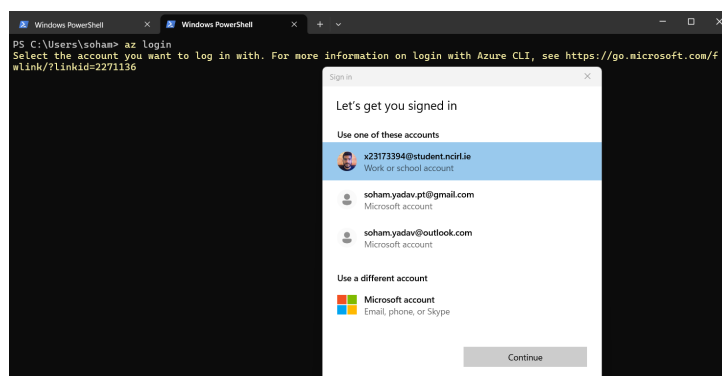 Windows PowerShell
Windows PowerShell
PS C:\Users\soham> az login
Select the account you want to log in with. For more information on login with Azure CLI, see https://go.microsoft.com/f
wlink/?linkid=2271136
Sign in
Let's get you signed in
Use one of these accounts
x23173394@student.ncirl.ie
Work or school account
soham.yadav.pt@gmail.com
Microsoft account
soham.yadav@outlook.com
Microsoft account
Use a different account
Microsoft account
Email, phone, or Skype
Continue